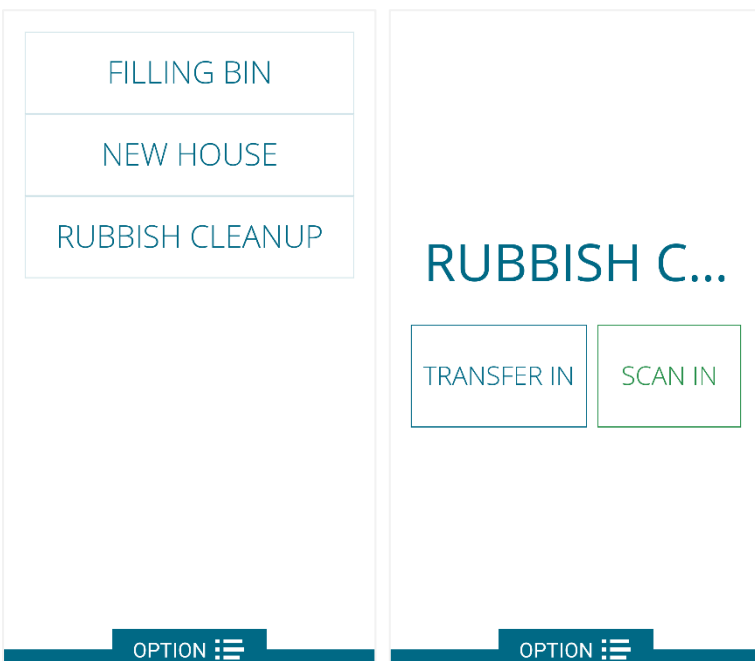 FILLING BIN
NEW HOUSE
RUBBISH CLEANUP
OPTION
RUBBISH C...
TRANSFER IN
SCAN IN
OPTION